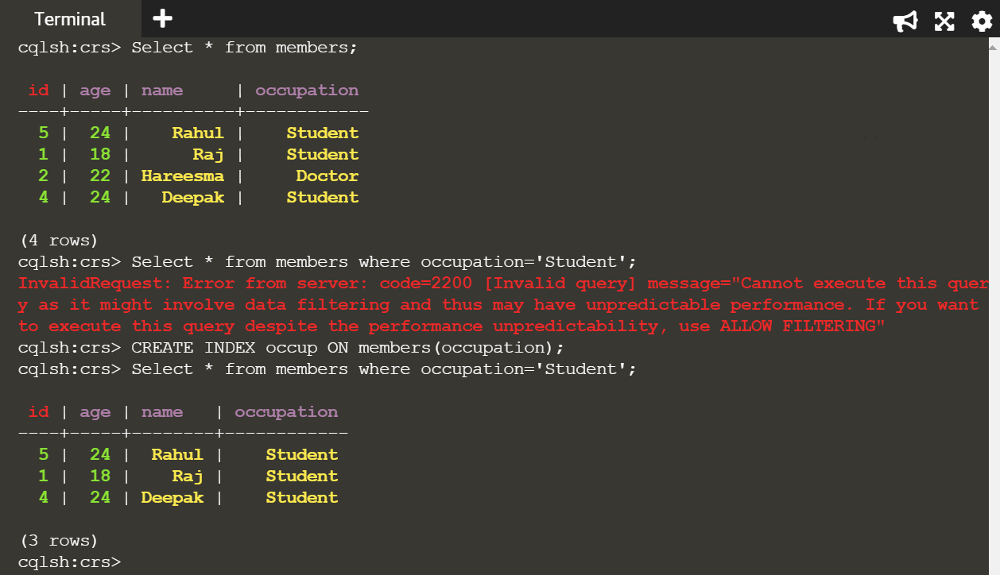 Terminal
cqlsh:crs> Select * from members;
 id | age | name     | occupation
----+-----+----------+------------
  5 |  24 |    Rahul |    Student
  1 |  18 |      Raj |    Student
  2 |  22 | Hareesma |     Doctor
  4 |  24 |   Deepak |    Student
(4 rows)
cqlsh:crs> Select * from members where occupation='Student';
InvalidRequest: Error from server: code=2200 [Invalid query] message="Cannot execute this quer
y as it might involve data filtering and thus may have unpredictable performance. If you want
to execute this query despite the performance unpredictability, use ALLOW FILTERING"
cqlsh:crs> CREATE INDEX occup ON members(occupation);
cqlsh:crs> Select * from members where occupation='Student';
 id | age | name   | occupation
----+-----+--------+------------
  5 |  24 |  Rahul |    Student
  1 |  18 |    Raj |    Student
  4 |  24 | Deepak |    Student
(3 rows)
cqlsh:crs>